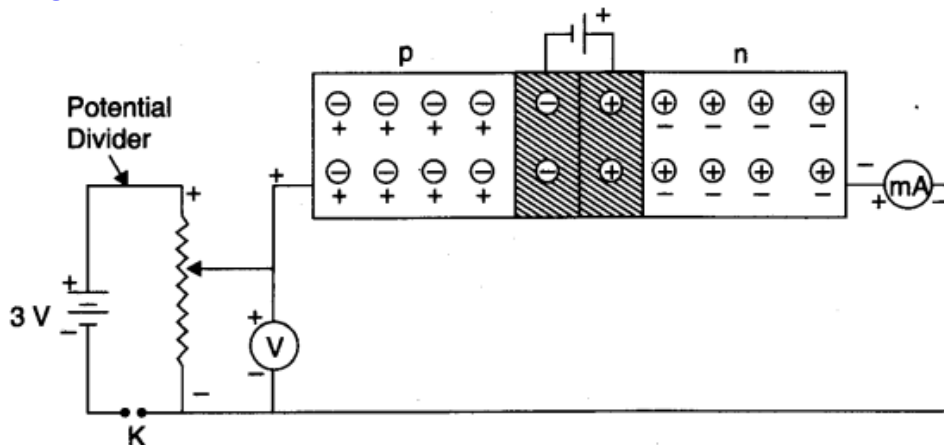 p
n
+
Potential
Divider
− − − −
+ + + +
− +
+ + + +
− − − −
− − − −
+ + + +
− +
+ + + +
− − − −
+
+
−
mA
+ −
+
3 V
−
+
V
−
−
K